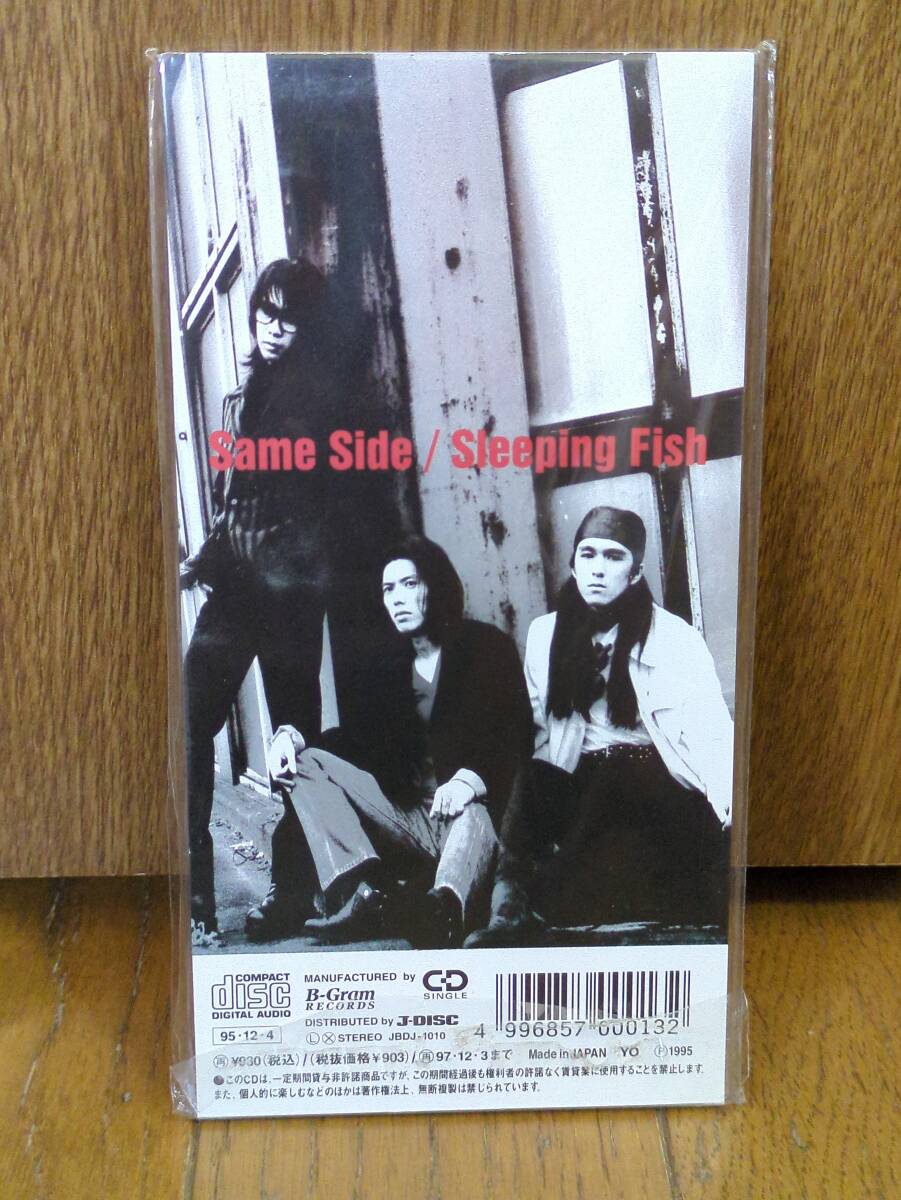 Same Side / Sleeping Fish
COMPACT disc DIGITAL AUDIO
MANUFACTURED by B-Gram RECORDS
CD SINGLE
DISTRIBUTED by J-DISC
95・12・4
Ⓛ Ⓧ STEREO JBDJ-1010
4 996857 000132
㋐¥930(税込)/(税抜価格¥903)/㋐97・12・3まで Made in JAPAN YO Ⓟ1995
●このCDは、一定期間貸与非許諾商品ですが、この期間経過後も権利者の許諾なく賃貸業に使用することを禁止します。
また、個人的に楽しむなどのほかは著作権法上、無断複製は禁じられています。